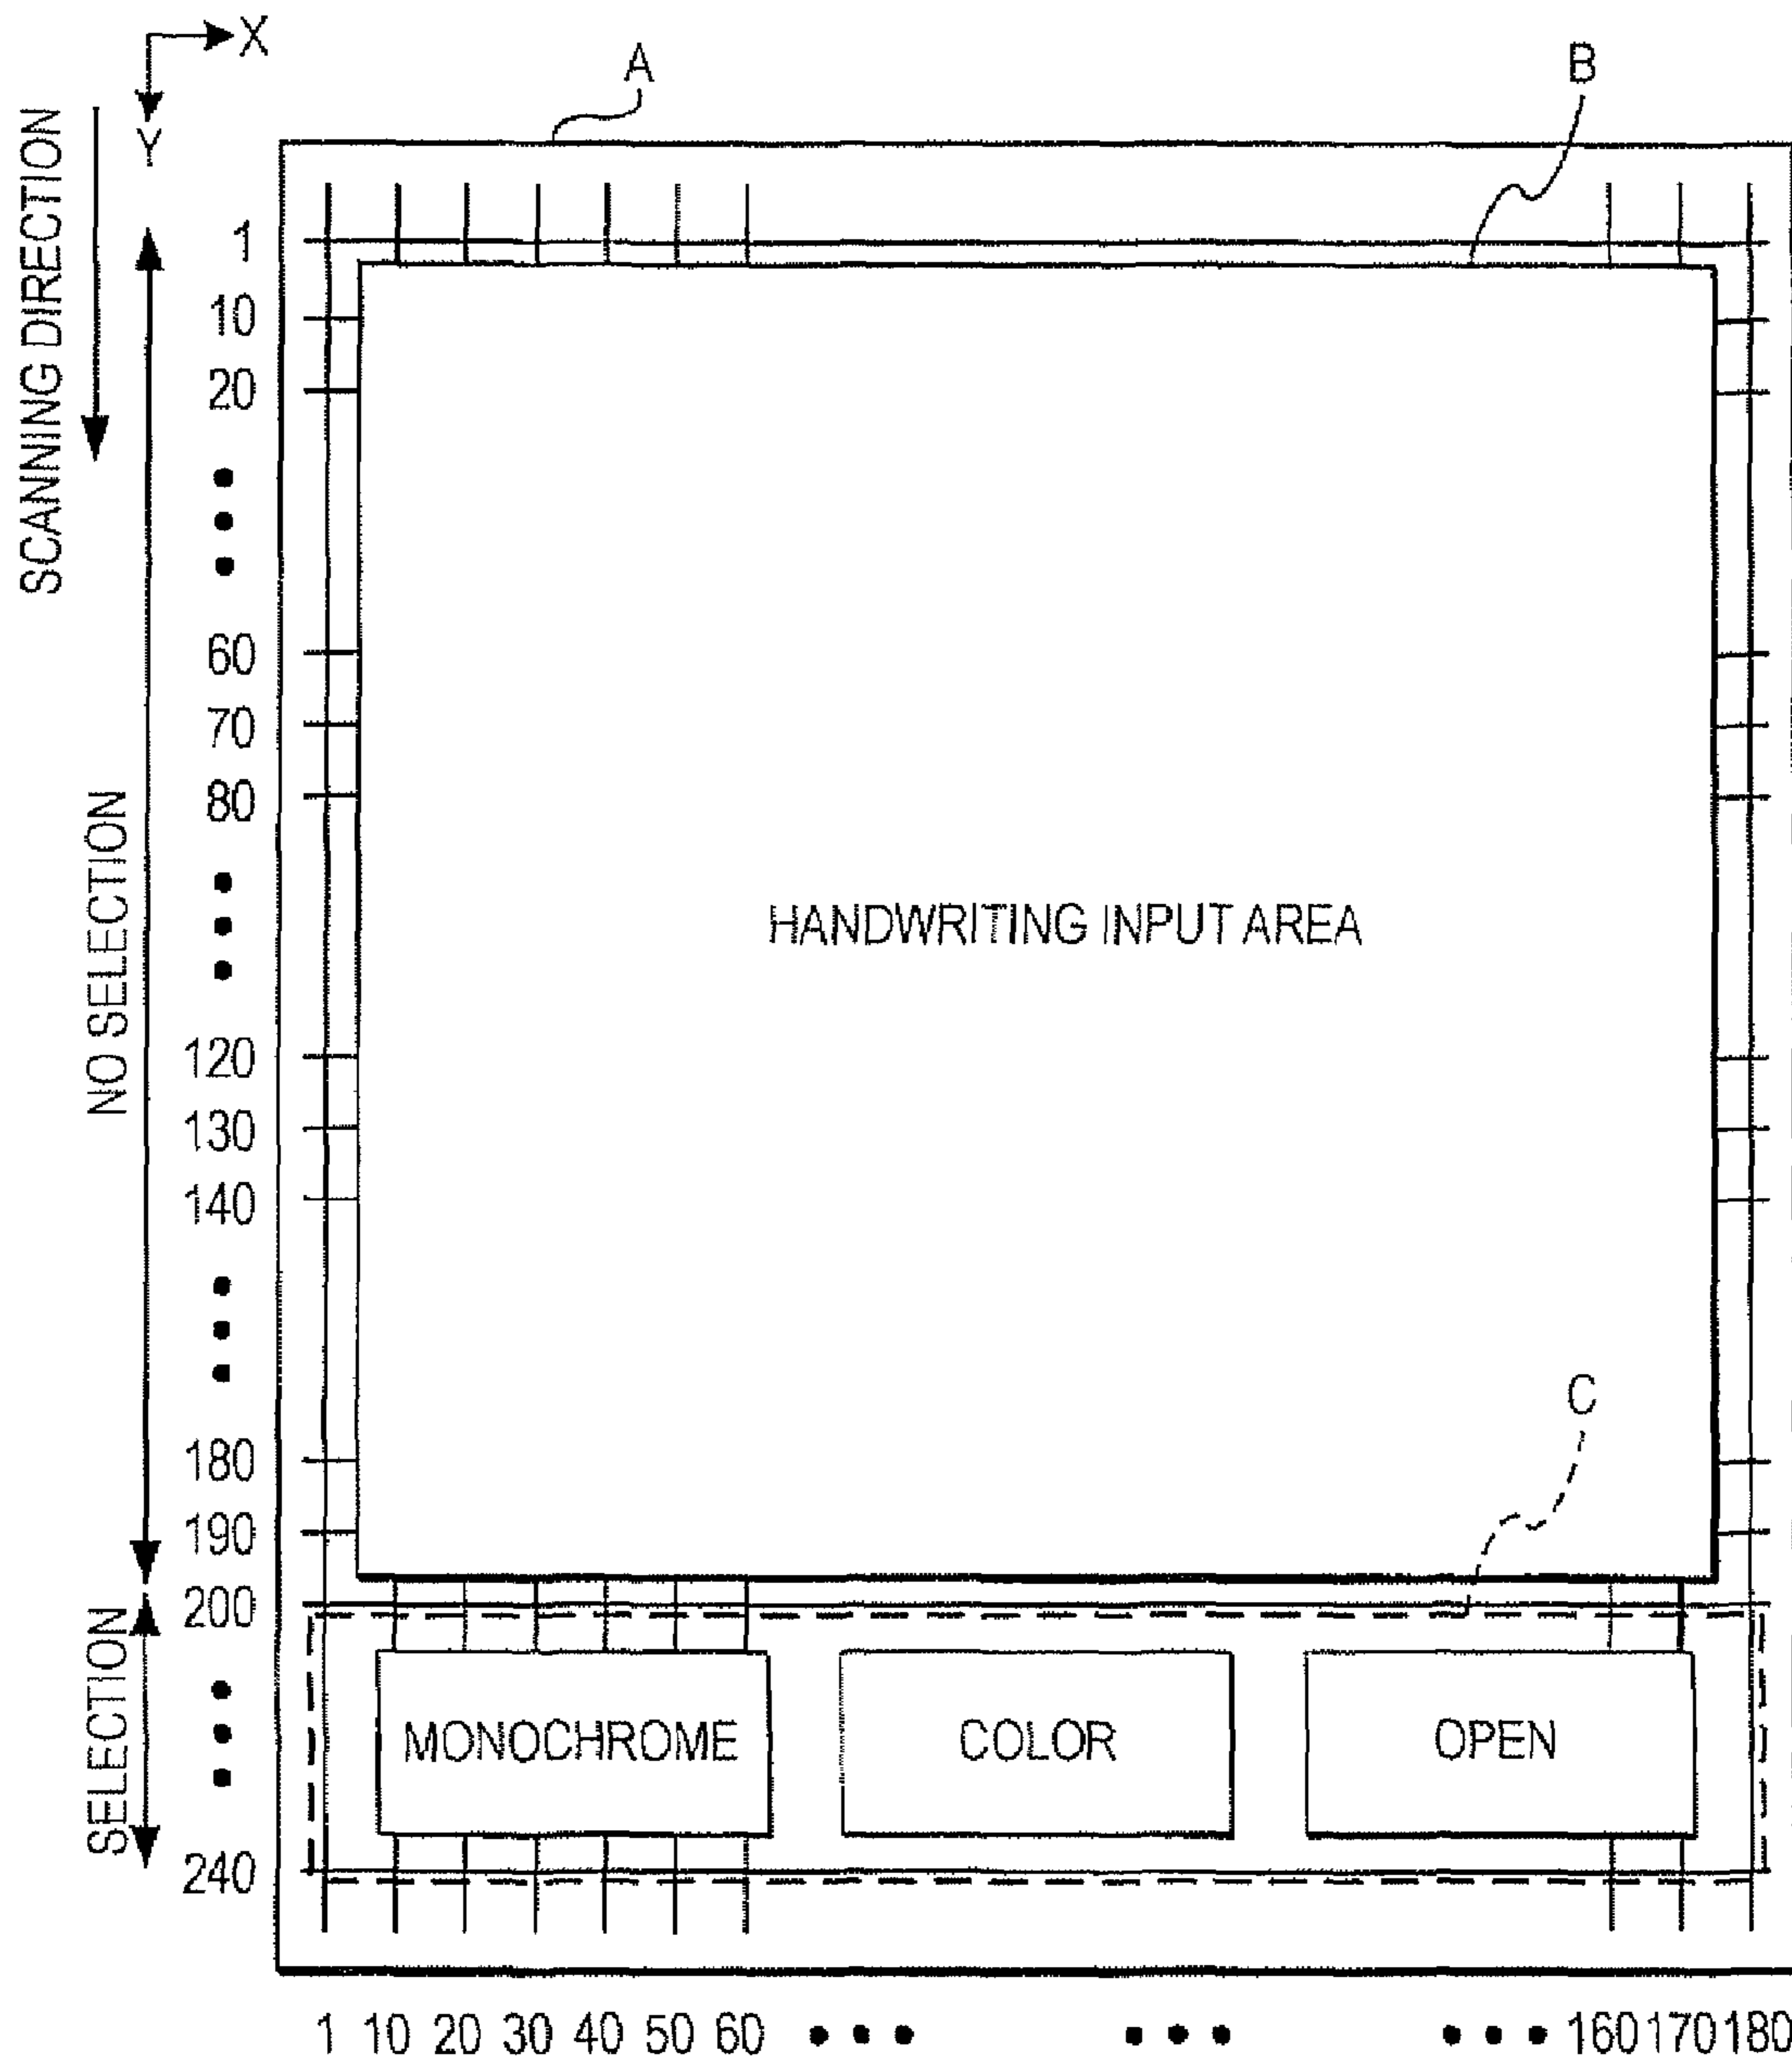 X
Y
A
B
SCANNING DIRECTION
1
10
20
60
70
80
NO SELECTION
HANDWRITING INPUT AREA
120
130
140
C
180
190
200
SELECTION
MONOCHROME COLOR OPEN
240
1 10 20 30 40 50 60 ••• ••• ••• 160 170 180